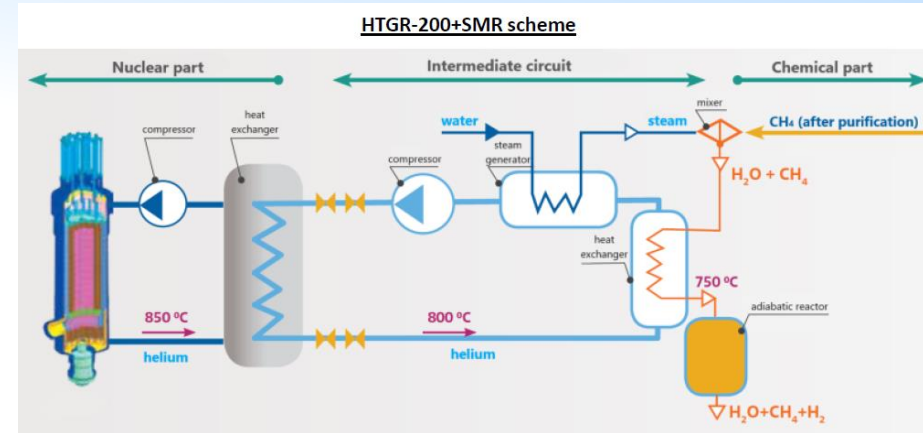 HTGR-200+SMR scheme
Nuclear part
Intermediate circuit
Chemical part
compressor
heat
exchanger
compressor
water
steam
generator
steam
mixer
CH₄ (after purification)
H₂O + CH₄
heat
exchanger
750 ºC
adiabatic reactor
850 ºC
helium
800 ºC
helium
H₂O+CH₄+H₂